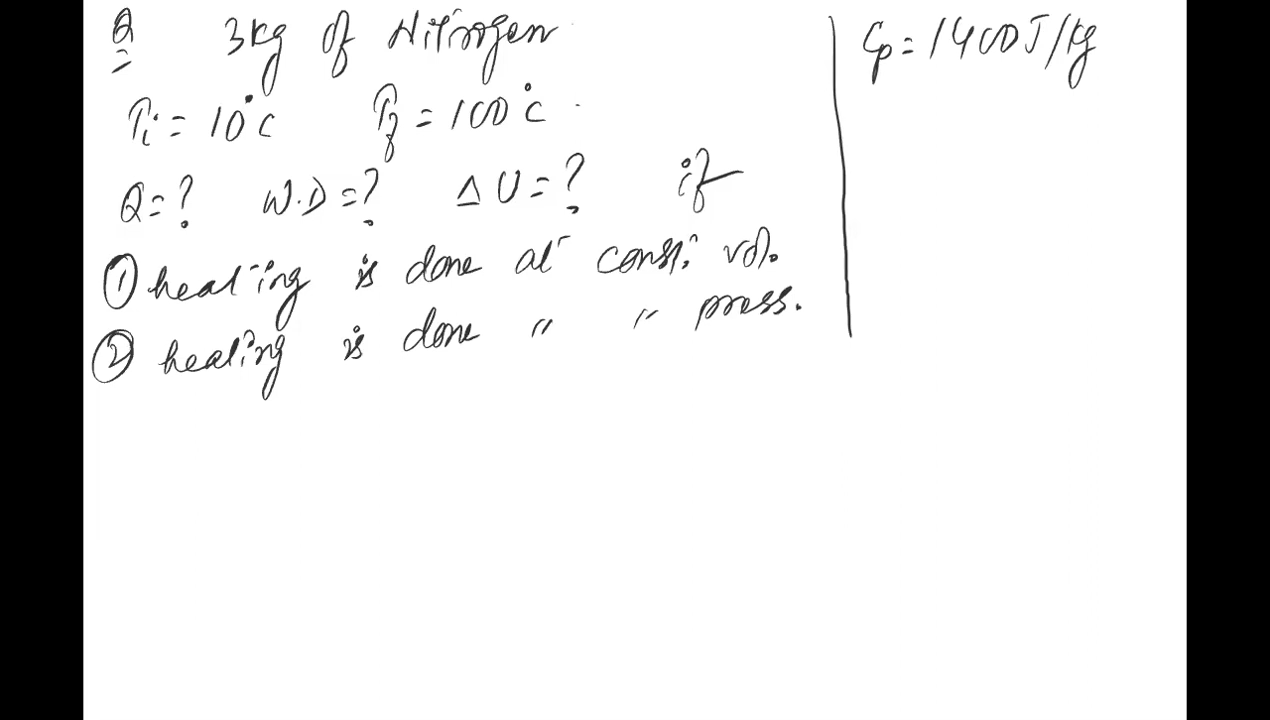 Q 3kg of Nitrogen
Ti = 10°C Tf = 100°C
Q=? W.D=? ΔU=? if
① heating is done at const. vol.
② heating is done " " press.
Cp = 1400J/kg